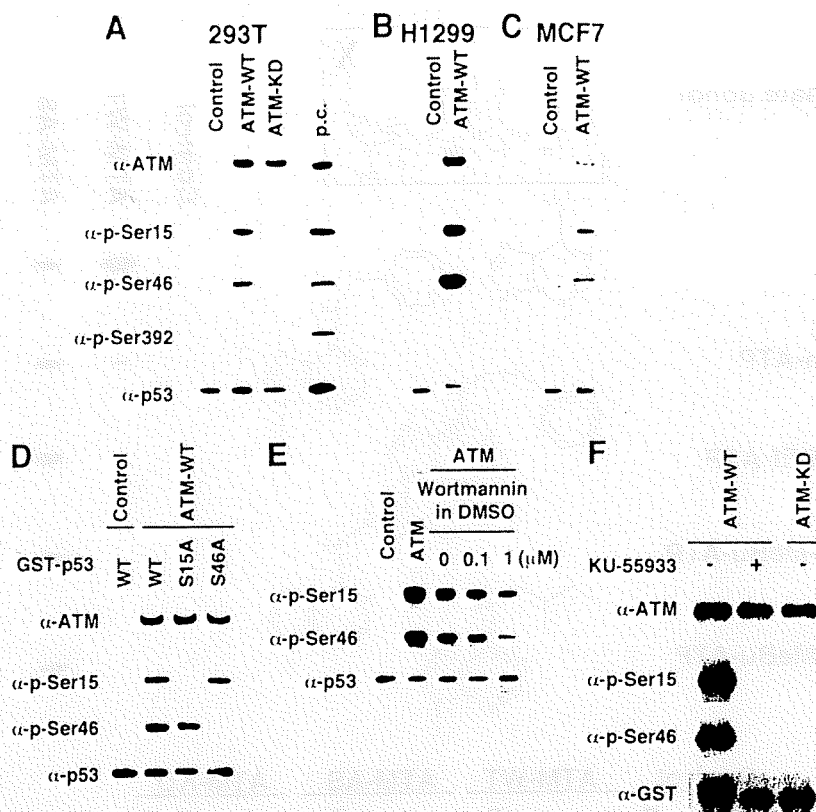 A
293T
Control
ATM-WT
ATM-KD
p.c.
α-ATM
α-p-Ser15
α-p-Ser46
α-p-Ser392
α-p53
B
H1299
Control
ATM-WT
C
MCF7
Control
ATM-WT
D
Control
ATM-WT
GST-p53
WT
WT
S15A
S46A
α-ATM
α-p-Ser15
α-p-Ser46
α-p53
E
ATM
Wortmannin
in DMSO
Control
ATM
0 0.1 1 (μM)
α-p-Ser15
α-p-Ser46
α-p53
F
ATM-WT
ATM-KD
KU-55933 - + -
α-ATM
α-p-Ser15
α-p-Ser46
α-GST